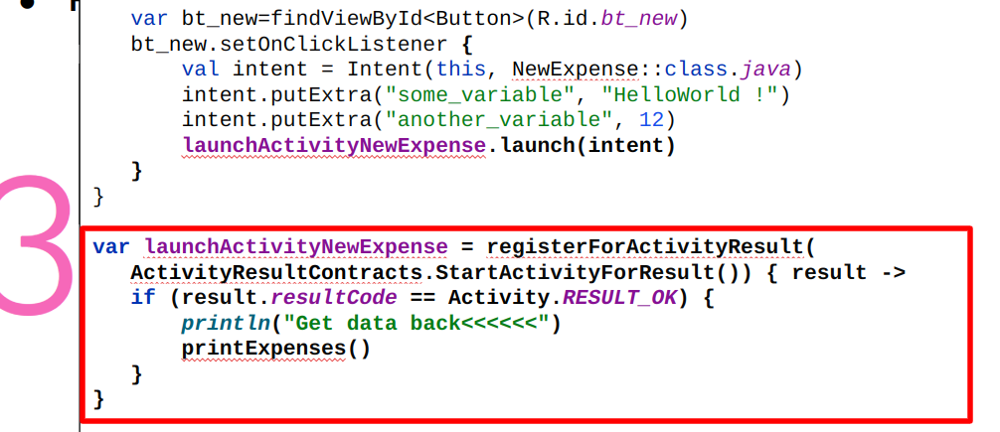 var bt_new=findViewById<Button>(R.id.bt_new)
bt_new.setOnClickListener {
val intent = Intent(this, NewExpense::class.java)
intent.putExtra("some_variable", "HelloWorld !")
intent.putExtra("another_variable", 12)
launchActivityNewExpense.launch(intent)
}
}
3
var launchActivityNewExpense = registerForActivityResult(
ActivityResultContracts.StartActivityForResult()) { result ->
if (result.resultCode == Activity.RESULT_OK) {
println("Get data back<<<<<<")
printExpenses()
}
}